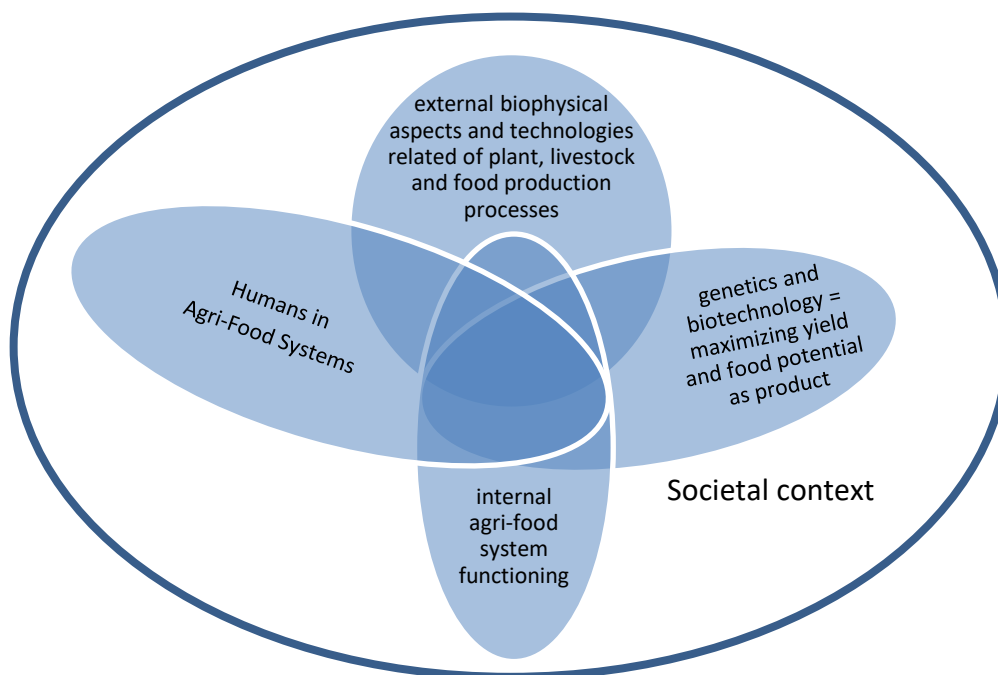 external biophysical
aspects and technologies
related of plant, livestock
and food production
processes
Humans in
Agri-Food Systems
genetics and
biotechnology =
maximizing yield
and food potential
as product
Societal context
internal
agri-food
system
functioning